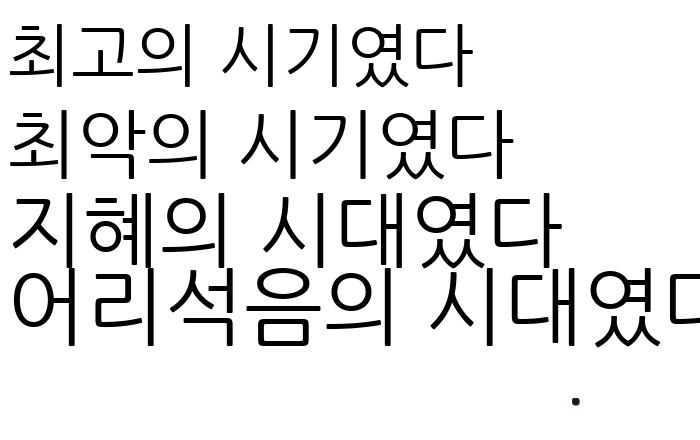 최고의 시기였다
최악의 시기였다
지혜의 시대였다
어리석음의 시대였다
.